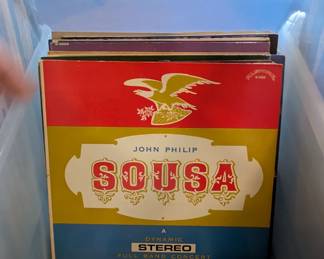 JOHN PHILIP
SOUSA
A
DYNAMIC
STEREO
FULL BAND CONCERT